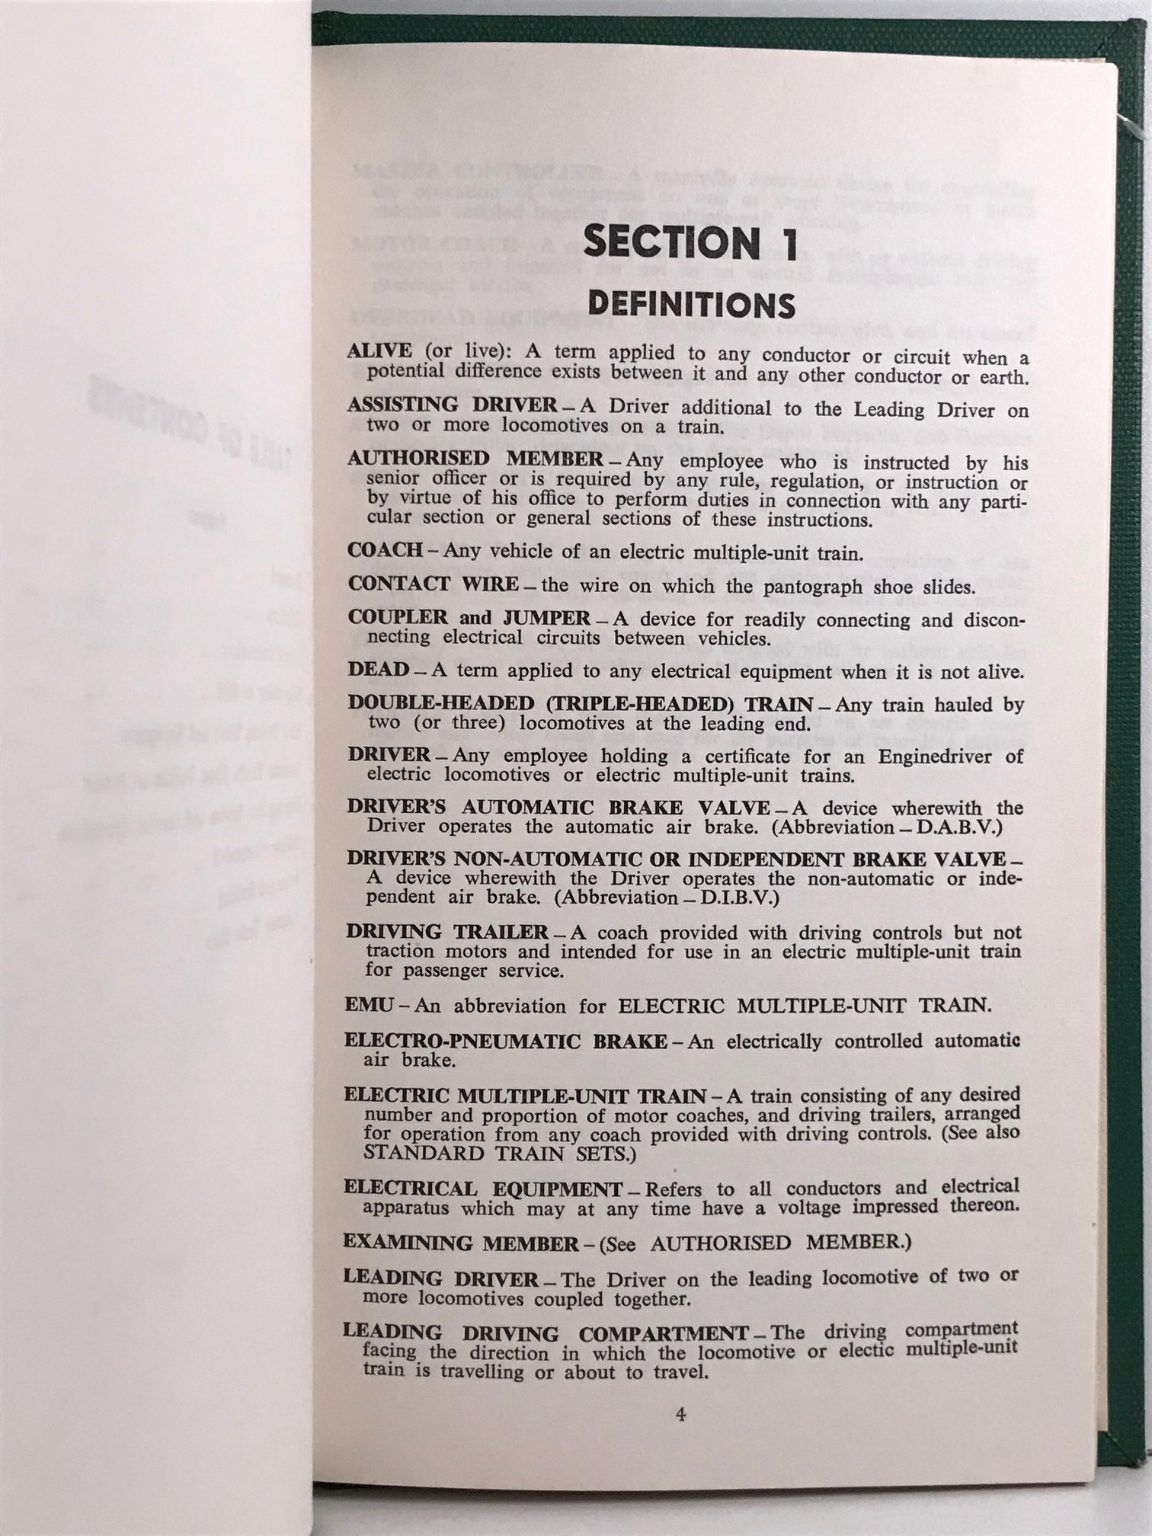 SECTION 1
DEFINITIONS
ALIVE (or live): A term applied to any conductor or circuit when a
potential difference exists between it and any other conductor or earth.
ASSISTING DRIVER – A Driver additional to the Leading Driver on
two or more locomotives on a train.
AUTHORISED MEMBER – Any employee who is instructed by his
senior officer or is required by any rule, regulation, or instruction or
by virtue of his office to perform duties in connection with any parti-
cular section or general sections of these instructions.
COACH – Any vehicle of an electric multiple-unit train.
CONTACT WIRE – the wire on which the pantograph shoe slides.
COUPLER and JUMPER – A device for readily connecting and discon-
necting electrical circuits between vehicles.
DEAD – A term applied to any electrical equipment when it is not alive.
DOUBLE-HEADED (TRIPLE-HEADED) TRAIN – Any train hauled by
two (or three) locomotives at the leading end.
DRIVER – Any employee holding a certificate for an Enginedriver of
electric locomotives or electric multiple-unit trains.
DRIVER'S AUTOMATIC BRAKE VALVE – A device wherewith the
Driver operates the automatic air brake. (Abbreviation – D.A.B.V.)
DRIVER'S NON-AUTOMATIC OR INDEPENDENT BRAKE VALVE –
A device wherewith the Driver operates the non-automatic or inde-
pendent air brake. (Abbreviation – D.I.B.V.)
DRIVING TRAILER – A coach provided with driving controls but not
traction motors and intended for use in an electric multiple-unit train
for passenger service.
EMU – An abbreviation for ELECTRIC MULTIPLE-UNIT TRAIN.
ELECTRO-PNEUMATIC BRAKE – An electrically controlled automatic
air brake.
ELECTRIC MULTIPLE-UNIT TRAIN – A train consisting of any desired
number and proportion of motor coaches, and driving trailers, arranged
for operation from any coach provided with driving controls. (See also
STANDARD TRAIN SETS.)
ELECTRICAL EQUIPMENT – Refers to all conductors and electrical
apparatus which may at any time have a voltage impressed thereon.
EXAMINING MEMBER – (See AUTHORISED MEMBER.)
LEADING DRIVER – The Driver on the leading locomotive of two or
more locomotives coupled together.
LEADING DRIVING COMPARTMENT – The driving compartment
facing the direction in which the locomotive or electic multiple-unit
train is travelling or about to travel.
4